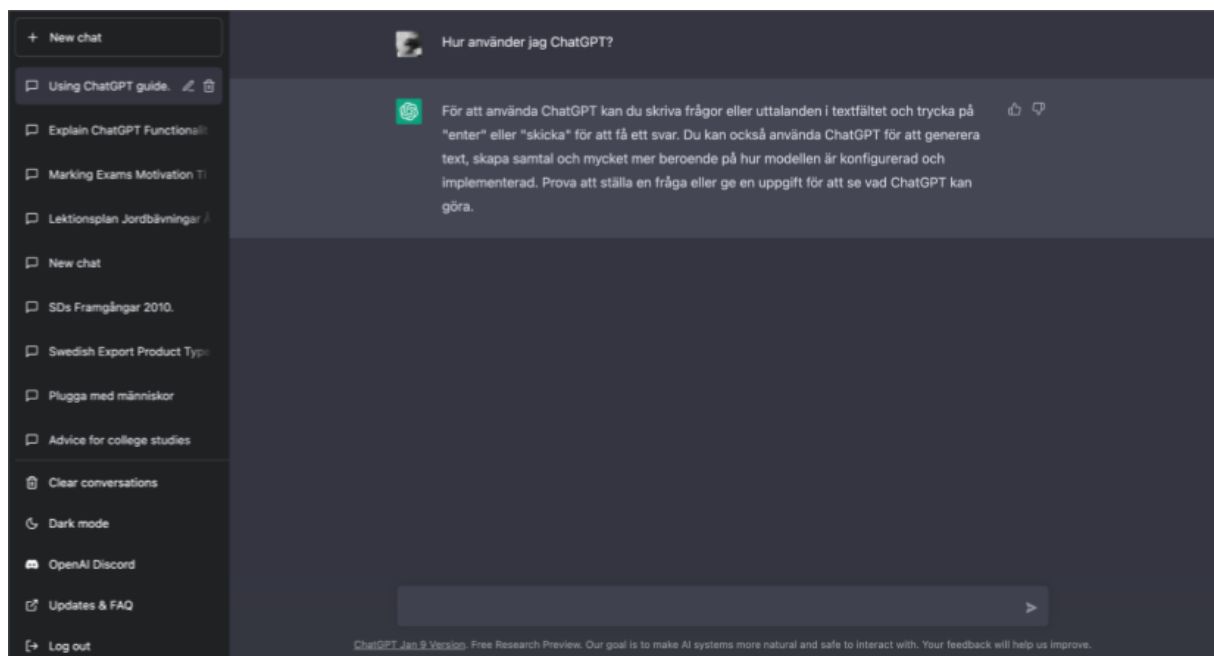 New chat
Using ChatGPT guide.
Explain ChatGPT
Marking Exams Motivation
Lektionsplan Jordbävningar
New chat
SDs Framgångar 2010.
Swedish Export Product
Plugga med människor
Advice for college studies
Clear conversations
Dark mode
OpenAI Discord
Updates & FAQ
Log out
Hur använder jag ChatGPT?
För att använda ChatGPT kan du skriva frågor eller uttalanden i textfältet och trycka på
"enter" eller "skicka" för att få ett svar. Du kan också använda ChatGPT för att generera
text, skapa samtal och mycket mer beroende på hur modellen är konfigurerad och
implementerad. Prova att ställa en fråga eller ge en uppgift för att se vad ChatGPT kan
göra.
ChatGPT Jan 9 Version. Free Research Preview. Our goal is to make AI systems more natural and safe to interact with. Your feedback will help us improve.